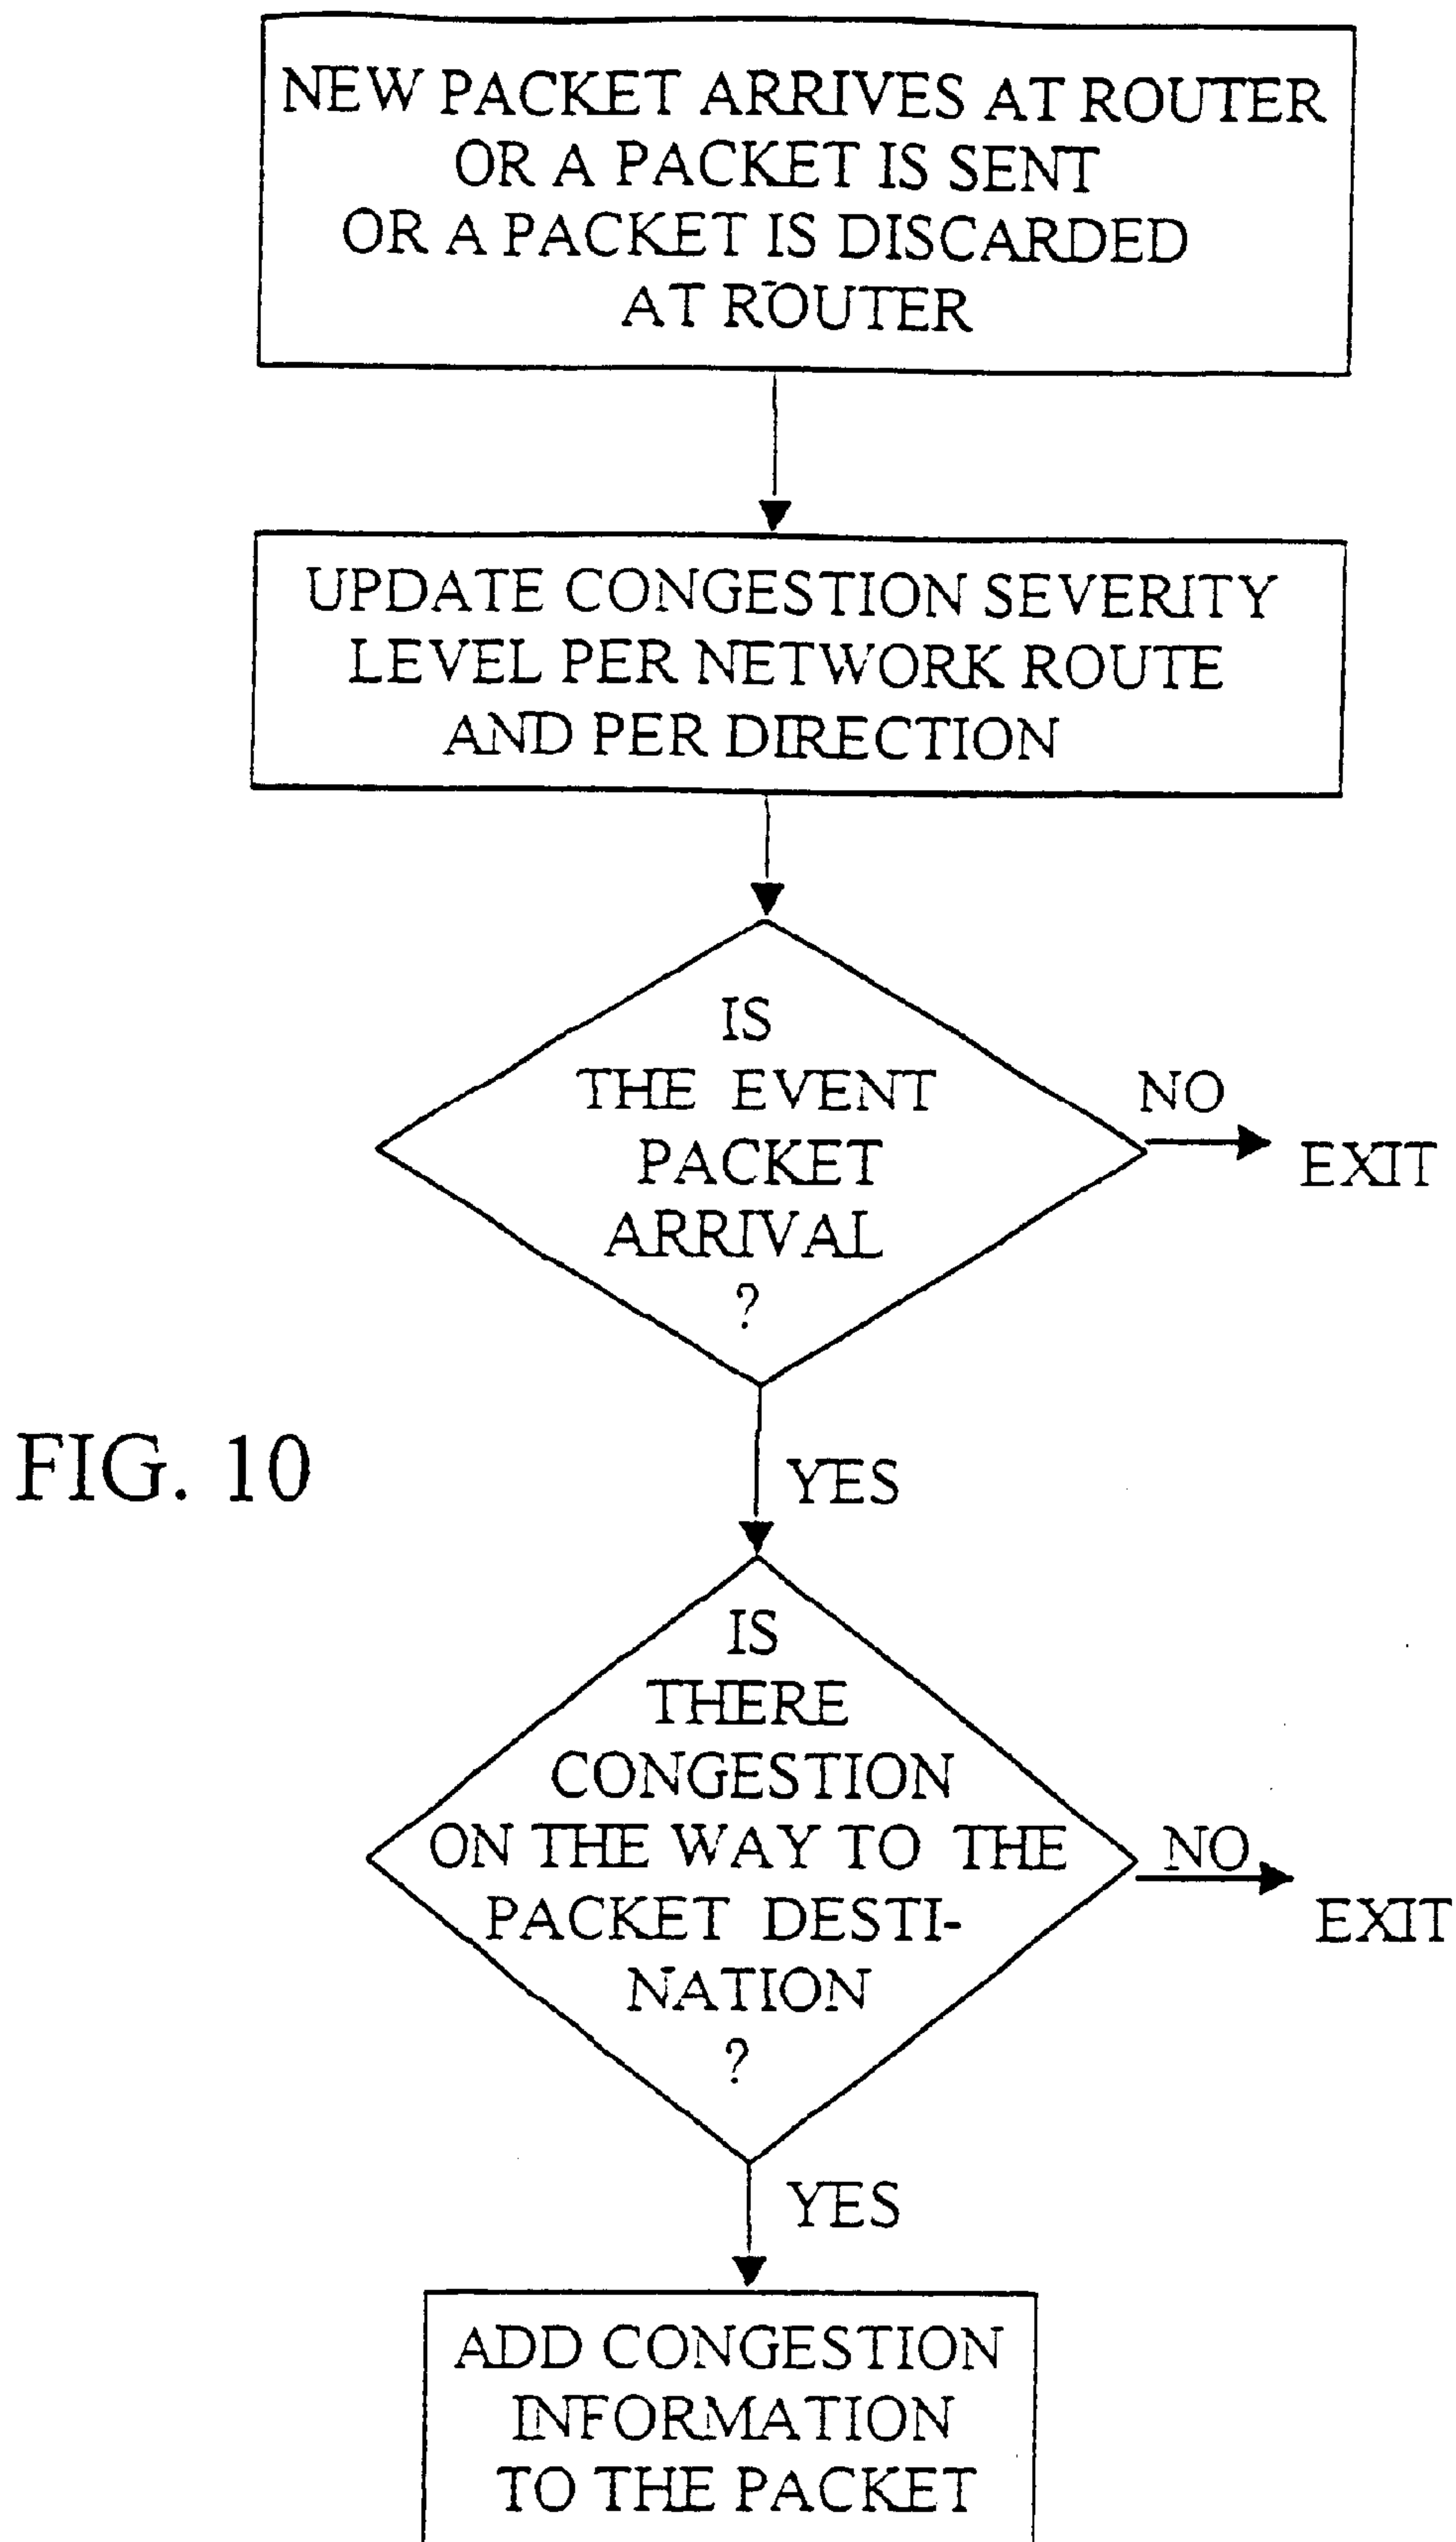 NEW PACKET ARRIVES AT ROUTER
OR A PACKET IS SENT
OR A PACKET IS DISCARDED
AT ROUTER
UPDATE CONGESTION SEVERITY
LEVEL PER NETWORK ROUTE
AND PER DIRECTION
IS
THE EVENT
PACKET
ARRIVAL
?
NO
EXIT
YES
FIG. 10
IS
THERE
CONGESTION
ON THE WAY TO THE
PACKET DESTI-
NATION
?
NO
EXIT
YES
ADD CONGESTION
INFORMATION
TO THE PACKET